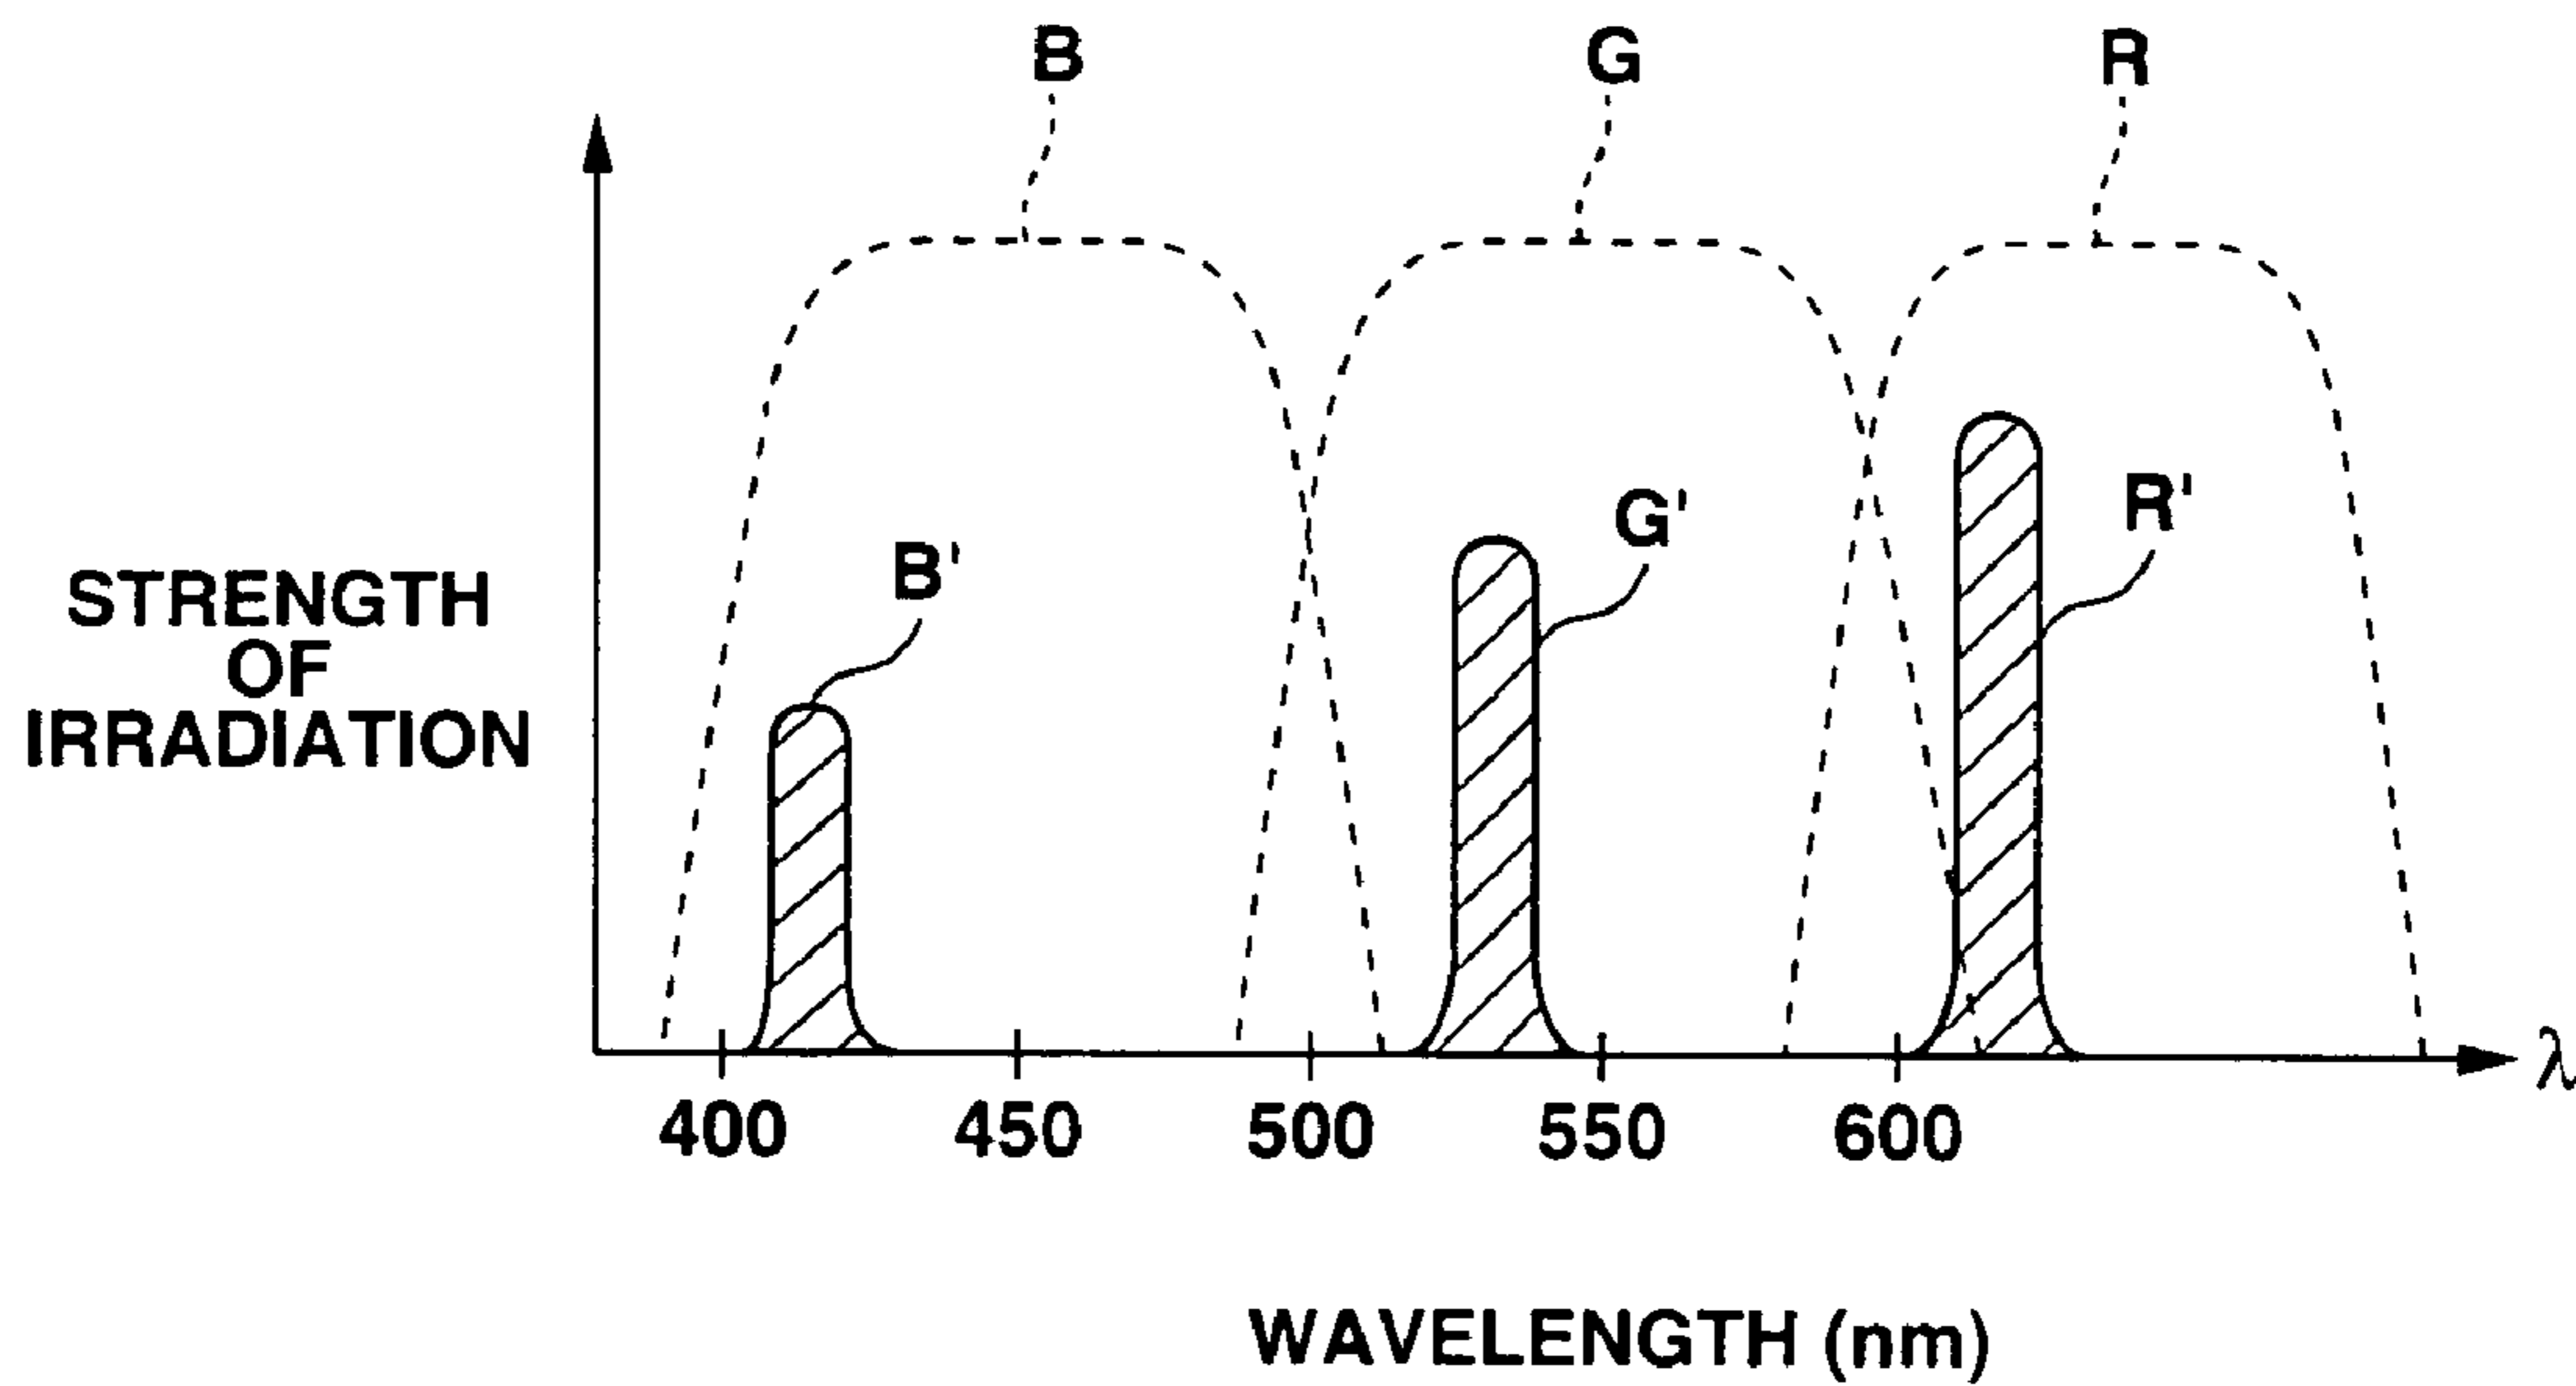 B
G
R
STRENGTH
OF
IRRADIATION
B'
G'
R'
λ
400
450
500
550
600
WAVELENGTH (nm)